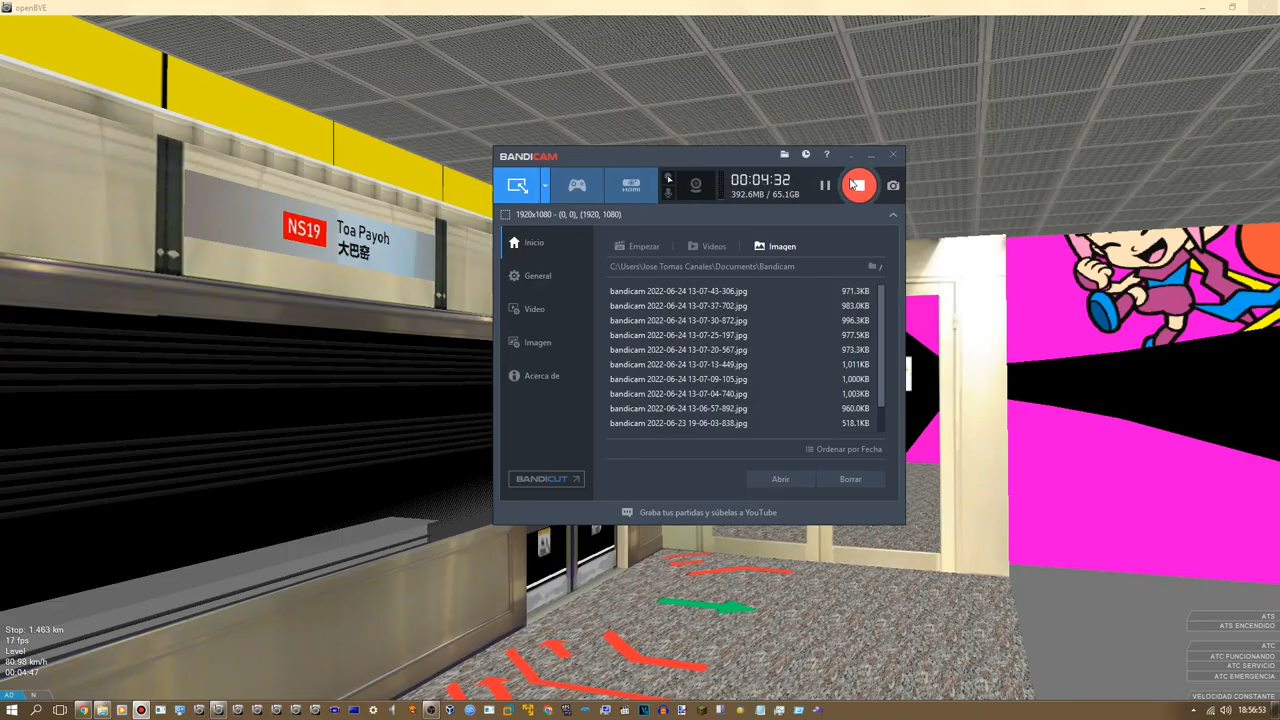 openBVE
NS19
Toa Payoh
大巴窑
BANDICAM
?
HDMI
00:04:32
392.6MB / 65.1GB
1920x1080 - (0, 0), (1920, 1080)
Inicio
General
Video
Imagen
Acerca de
BANDICUT
Empezar
Videos
Imagen
C:\Users\Jose Tomas Canales\Documents\Bandicam
/
bandicam 2022-06-24 13-07-43-306.jpg 971.3KB
bandicam 2022-06-24 13-07-37-702.jpg 983.0KB
bandicam 2022-06-24 13-07-30-872.jpg 996.3KB
bandicam 2022-06-24 13-07-25-197.jpg 977.5KB
bandicam 2022-06-24 13-07-20-567.jpg 973.3KB
bandicam 2022-06-24 13-07-13-449.jpg 1,011KB
bandicam 2022-06-24 13-07-09-105.jpg 1,000KB
bandicam 2022-06-24 13-07-04-740.jpg 1,003KB
bandicam 2022-06-24 13-06-57-892.jpg 960.0KB
bandicam 2022-06-23 19-06-03-838.jpg 518.1KB
Ordenar por Fecha
Abrir
Borrar
Graba tus partidas y súbelas a YouTube
Stop: 1.463 km
17 fps
Level
80.98 km/h
00:04:47
AD N
ATS
ATS ENCENDIDO
ATC
ATC FUNCIONANDO
ATC SERVICIO
ATC EMERGENCIA
VELOCIDAD CONSTANTE
18:56:53